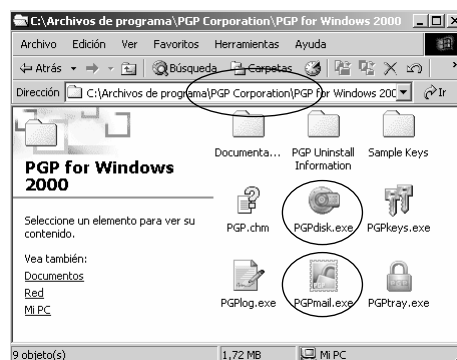 C:\Archivos de programa\PGP Corporation\PGP for Windows 2000
Archivo Edición Ver Favoritos Herramientas Ayuda
Atrás Búsqueda Carpetas
Dirección C:\Archivos de programa\PGP Corporation\PGP for Windows 200 Ir
PGP for Windows
2000
Seleccione un elemento para ver su
contenido.
Vea también:
Documentos
Red
Mi PC
Documenta... PGP Uninstall Sample Keys
Information
PGP.chm PGPdisk.exe PGPkeys.exe
PGPlog.exe PGPmail.exe PGPtray.exe
9 objeto(s) 1,72 MB Mi PC